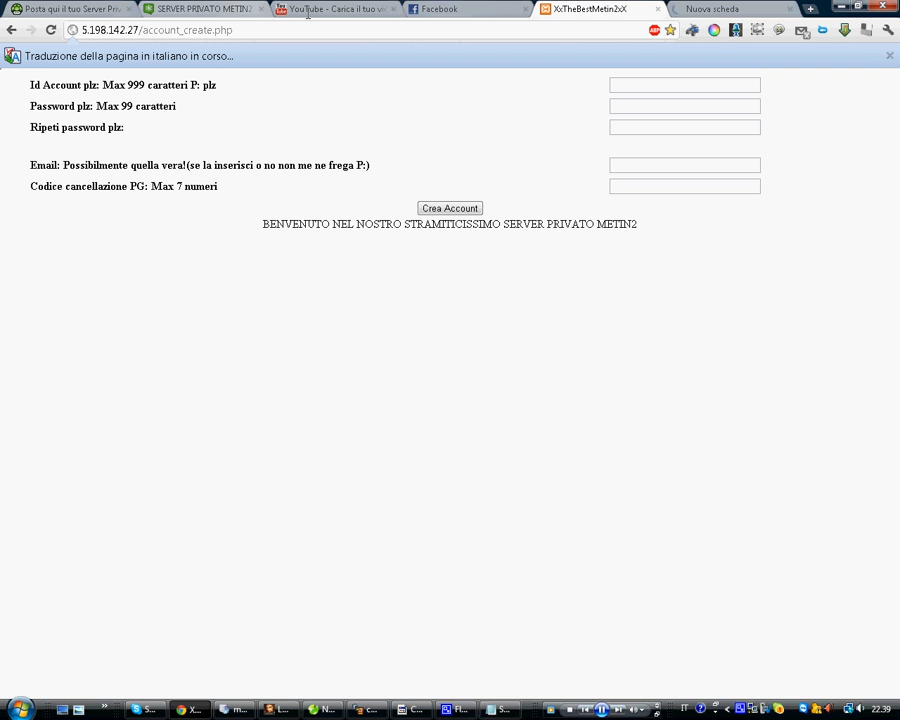 Posta qui il tuo Server Priv
SERVER PRIVATO METIN2
YouTube - Carica il tuo vid
Facebook
XxTheBestMetin2xX
Nuova scheda
5.198.142.27/account_create.php
Traduzione della pagina in italiano in corso...
Id Account plz: Max 999 caratteri P: plz
Password plz: Max 99 caratteri
Ripeti password plz:
Email: Possibilmente quella vera!(se la inserisci o no non me ne frega P:)
Codice cancellazione PG: Max 7 numeri
Crea Account
BENVENUTO NEL NOSTRO STRAMITICISSIMO SERVER PRIVATO METIN2
S...
X...
m...
L...
N...
c...
C...
Fl...
S...
IT
22.39